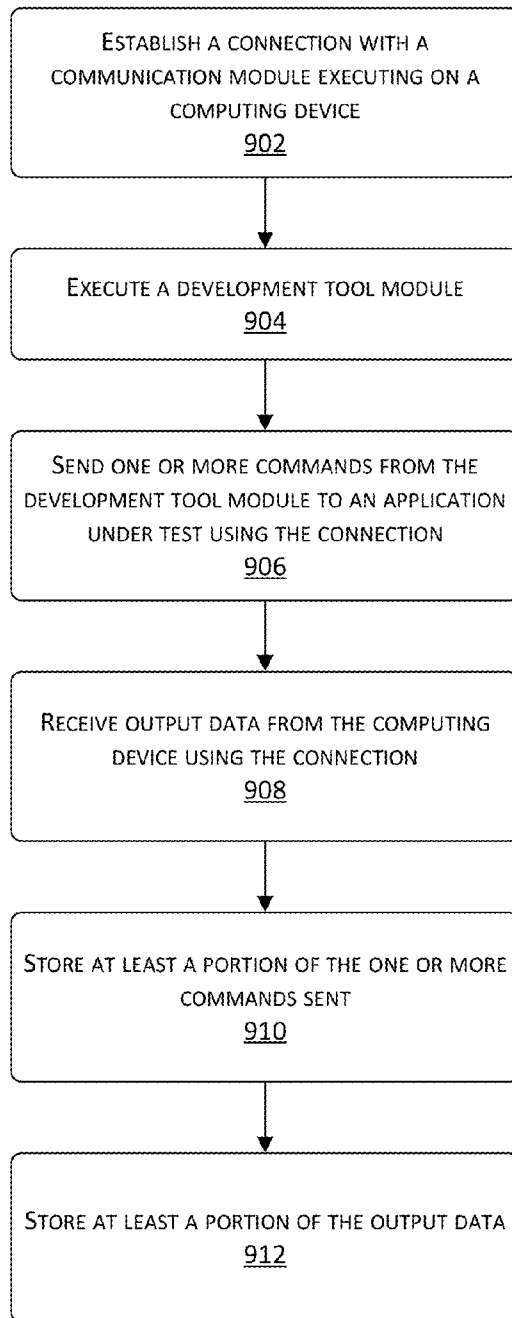 ESTABLISH A CONNECTION WITH A
COMMUNICATION MODULE EXECUTING ON A
COMPUTING DEVICE
902
EXECUTE A DEVELOPMENT TOOL MODULE
904
SEND ONE OR MORE COMMANDS FROM THE
DEVELOPMENT TOOL MODULE TO AN APPLICATION
UNDER TEST USING THE CONNECTION
906
RECEIVE OUTPUT DATA FROM THE COMPUTING
DEVICE USING THE CONNECTION
908
STORE AT LEAST A PORTION OF THE ONE OR MORE
COMMANDS SENT
910
STORE AT LEAST A PORTION OF THE OUTPUT DATA
912